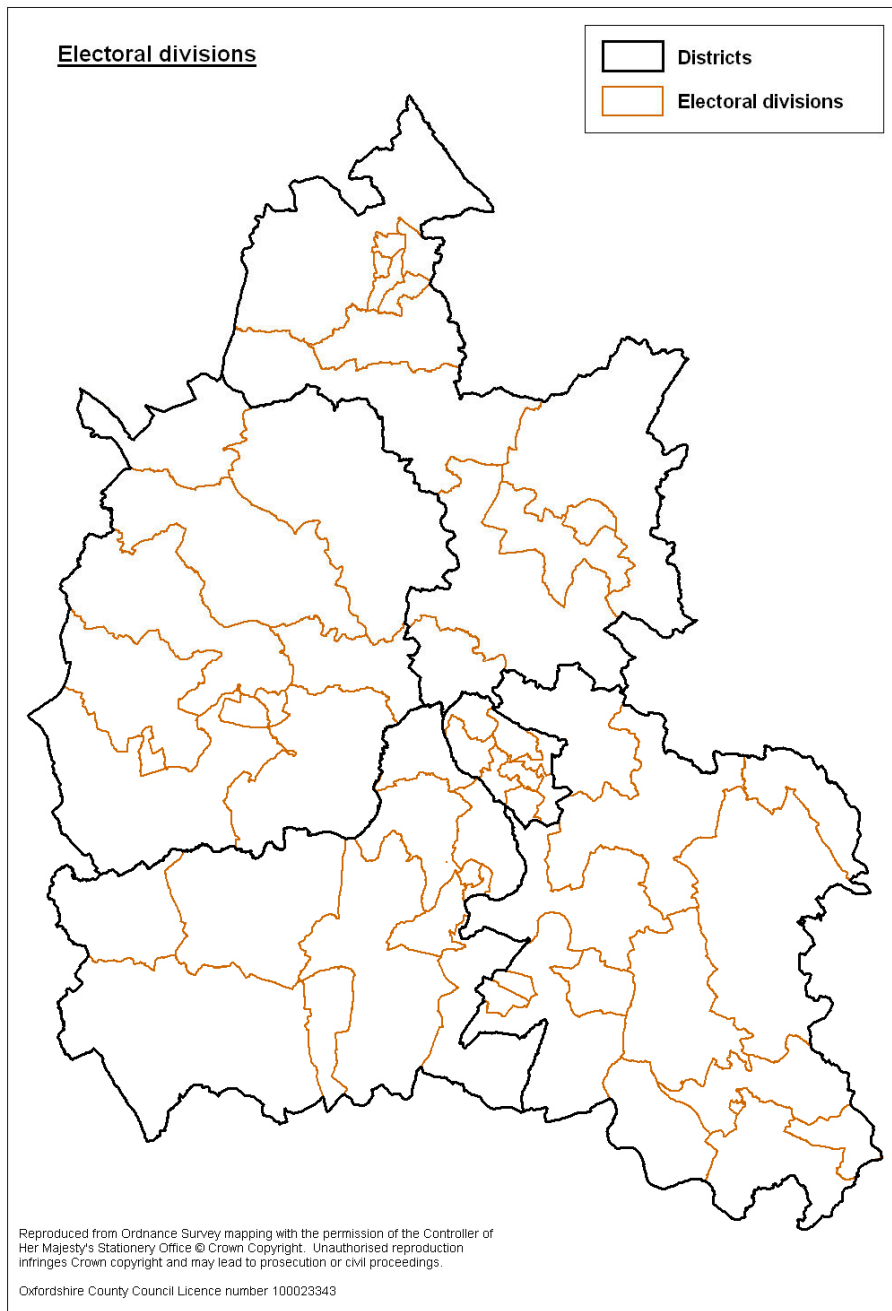 Electoral divisions
Districts
Electoral divisions
Reproduced from Ordnance Survey mapping with the permission of the Controller of
Her Majesty's Stationery Office © Crown Copyright.  Unauthorised reproduction
infringes Crown copyright and may lead to prosecution or civil proceedings.
Oxfordshire County Council Licence number 100023343